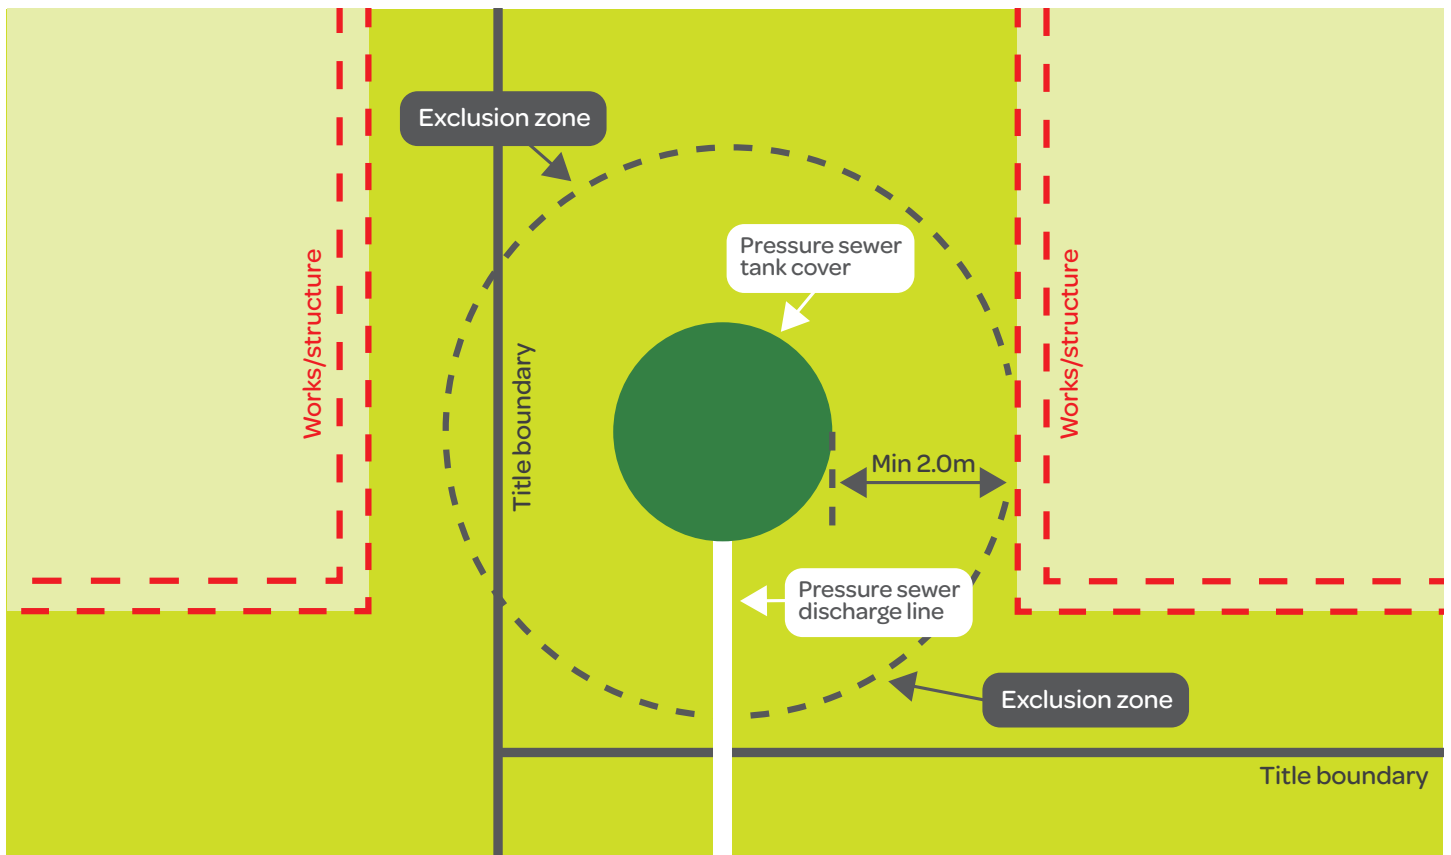 Exclusion zone
Pressure sewer
tank cover
Works/structure
Title boundary
Works/structure
Min 2.0m
Pressure sewer
discharge line
Exclusion zone
Title boundary